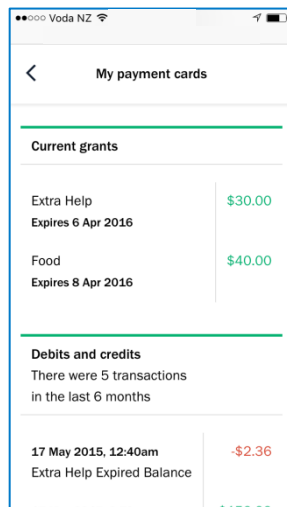 Voda NZ
My payment cards
Current grants
Extra Help $30.00
Expires 6 Apr 2016
Food $40.00
Expires 8 Apr 2016
Debits and credits
There were 5 transactions
in the last 6 months
17 May 2015, 12:40am -$2.36
Extra Help Expired Balance